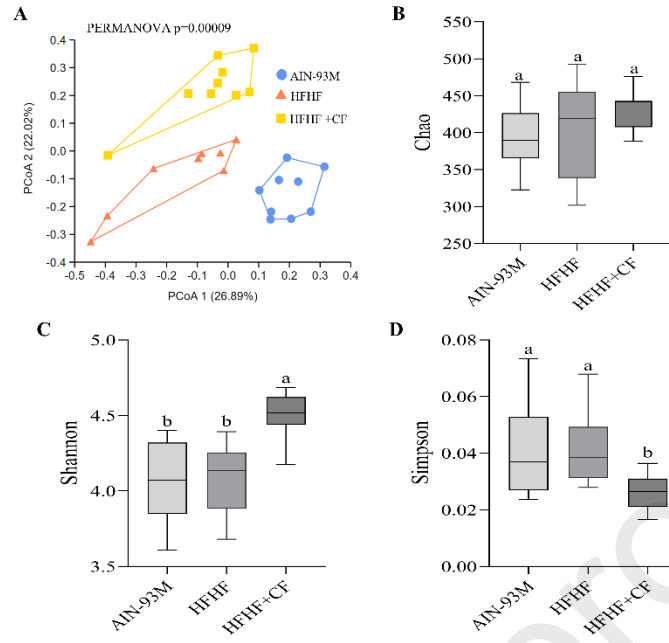 A
PERMANOVA p=0.00009
AIN-93M
HFHF
HFHF +CF
0.4
0.3
0.2
0.1
0.0
-0.1
-0.2
-0.3
-0.4
PCoA 2 (22.02%)
-0.5
-0.4
-0.3
-0.2
-0.1
0.0
0.1
0.2
0.3
0.4
PCoA 1 (26.89%)
B
500
450
400
350
300
250
Chao
a
a
a
AIN-93M
HFHF
HFHF+CF
C
5.0
4.5
4.0
3.5
Shannon
b
b
a
AIN-93M
HFHF
HFHF+CF
D
0.08
0.06
0.04
0.02
0.00
Simpson
a
a
b
AIN-93M
HFHF
HFHF+CF